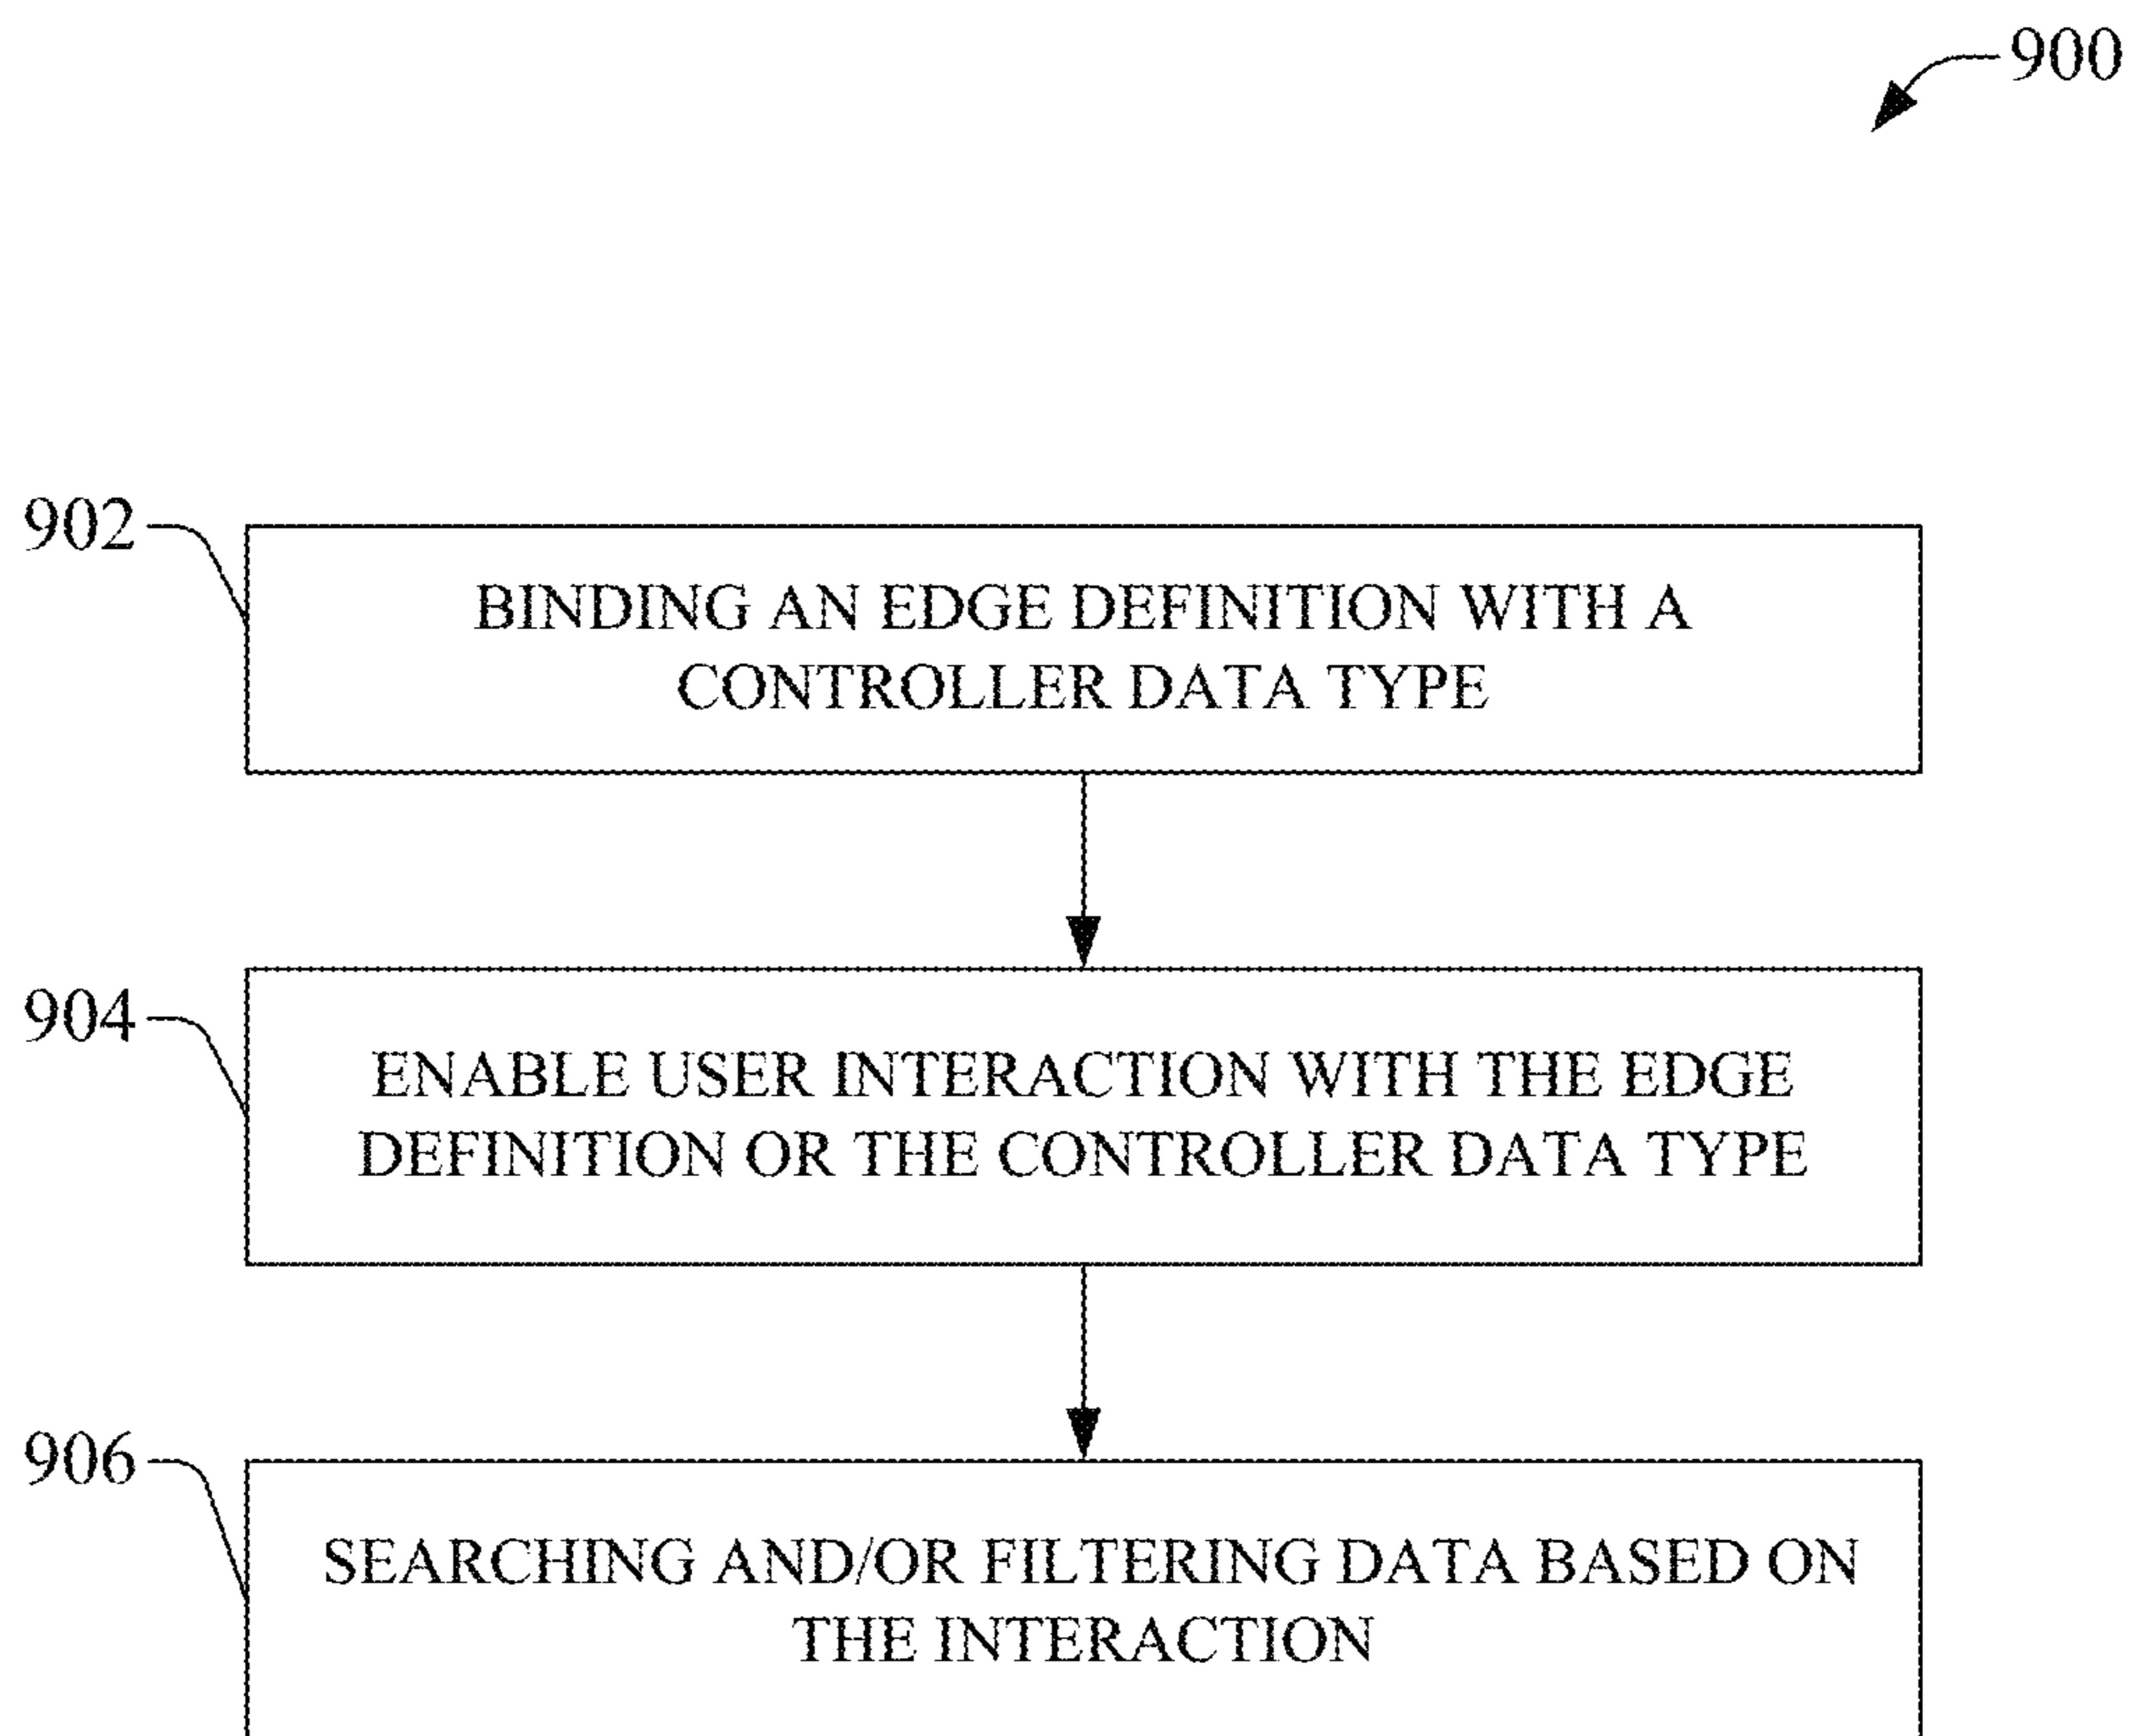 900
902
BINDING AN EDGE DEFINITION WITH A
CONTROLLER DATA TYPE
904
ENABLE USER INTERACTION WITH THE EDGE
DEFINITION OR THE CONTROLLER DATA TYPE
906
SEARCHING AND/OR FILTERING DATA BASED ON
THE INTERACTION